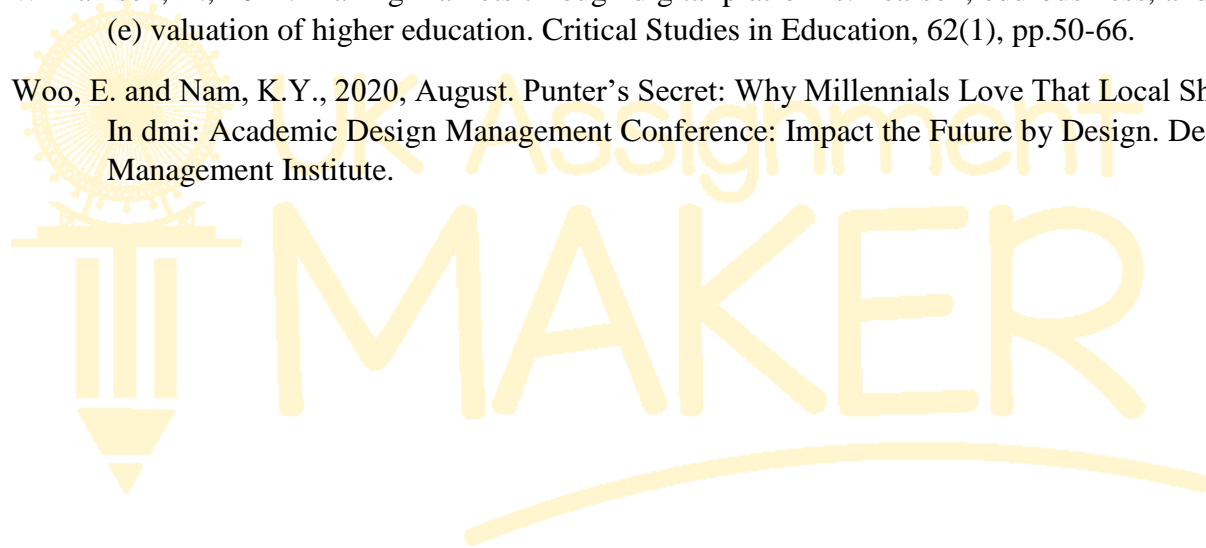 (e) valuation of higher education. Critical Studies in Education, 62(1), pp.50-66.
Woo, E. and Nam, K.Y., 2020, August. Punter’s Secret: Why Millennials Love That Local
In dmi: Academic Design Management Conference: Impact the Future by Design.
Management Institute.
UK Assignment
MAKER